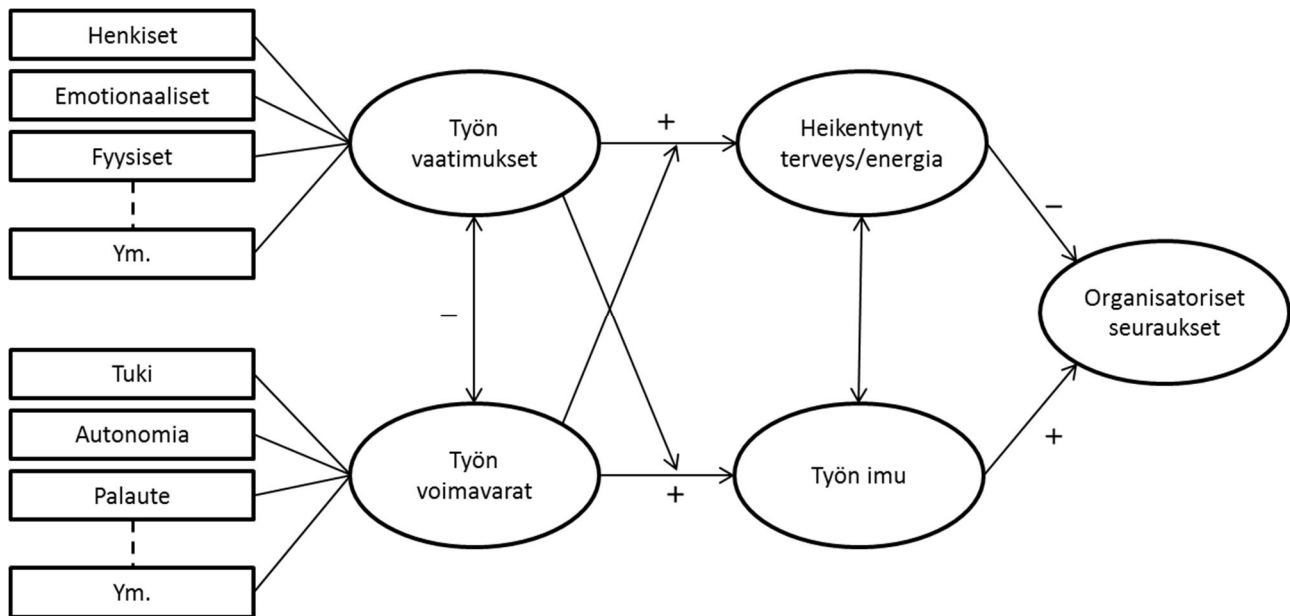 Henkiset
Emotionaaliset
Fyysiset
Ym.
Työn
vaatimukset
+
Heikentynyt
terveys/energia
–
–
Organisatoriset
seuraukset
Tuki
Autonomia
Palaute
Ym.
Työn
voimavarat
+
Työn imu
+